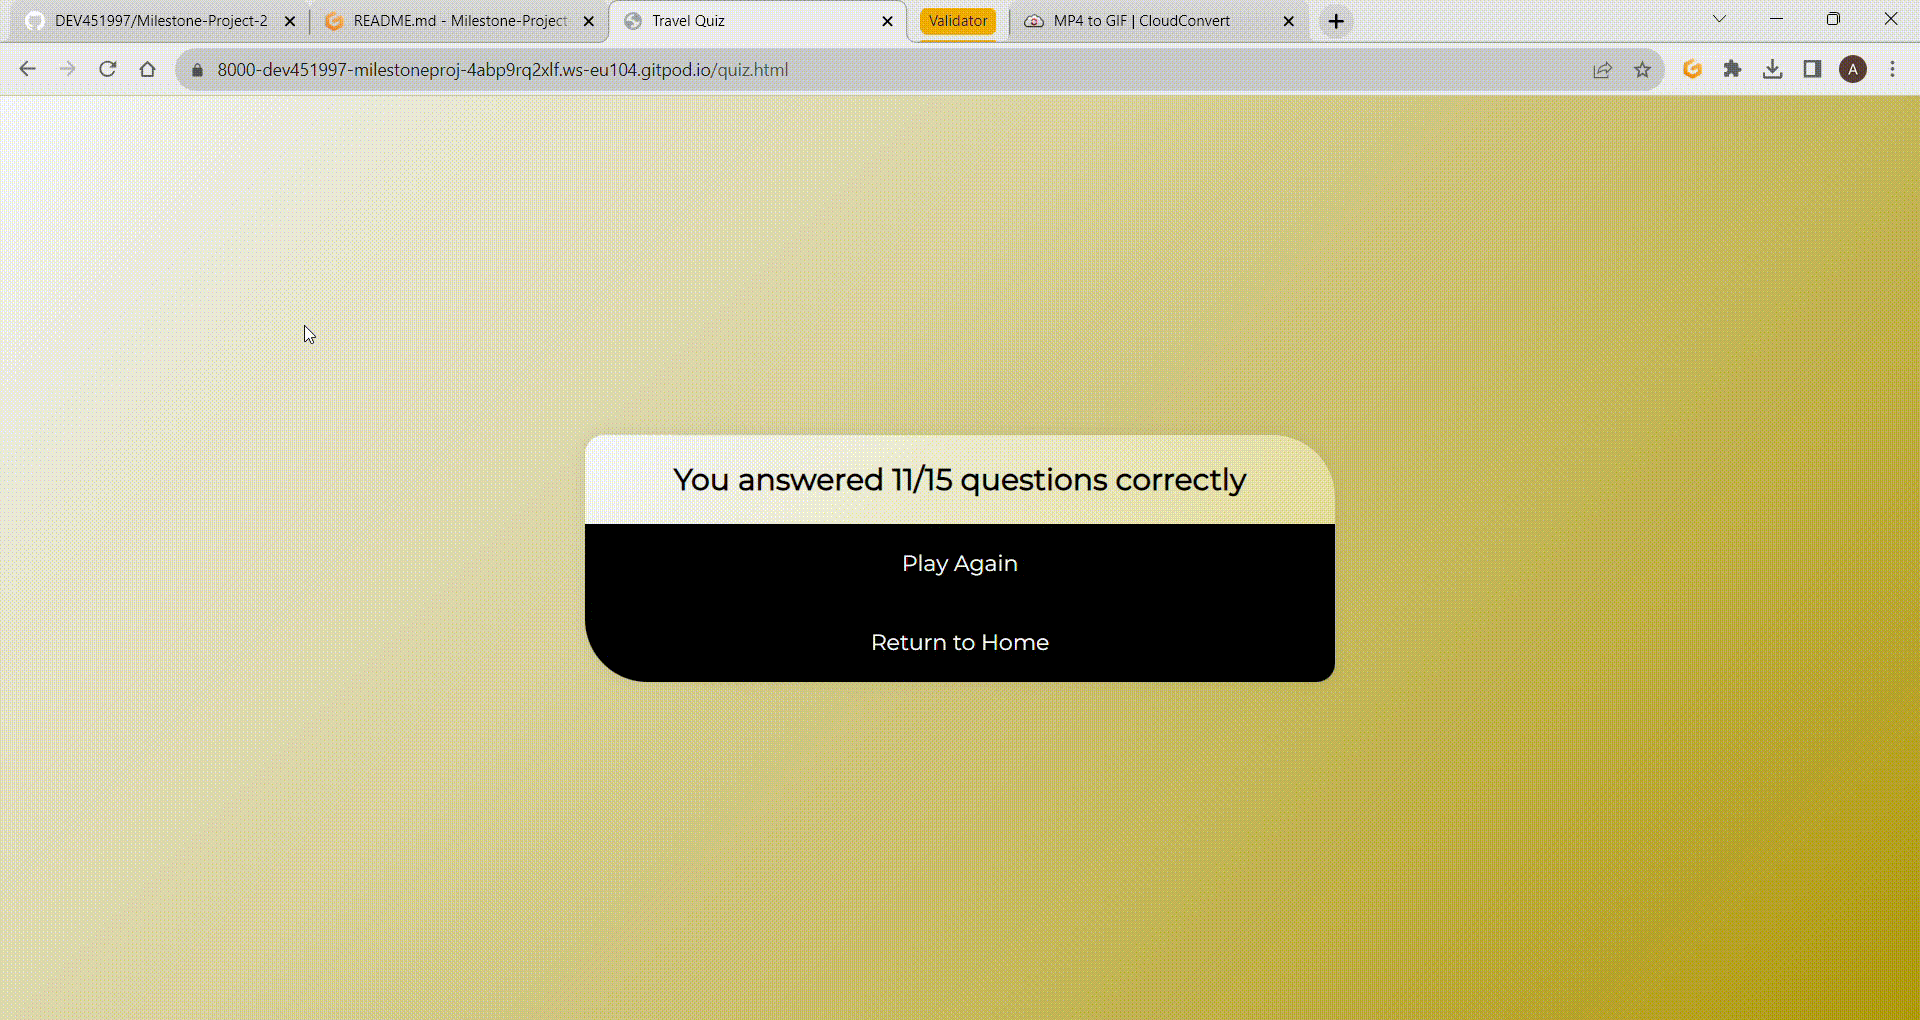 DEV451997/Milestone-Project-2
README.md - Milestone-Project
Travel Quiz
Validator
MP4 to GIF | CloudConvert
8000-dev451997-milestoneproj-4abp9rq2xlf.ws-eu104.gitpod.io/quiz.html
A
You answered 11/15 questions correctly
Play Again
Return to Home